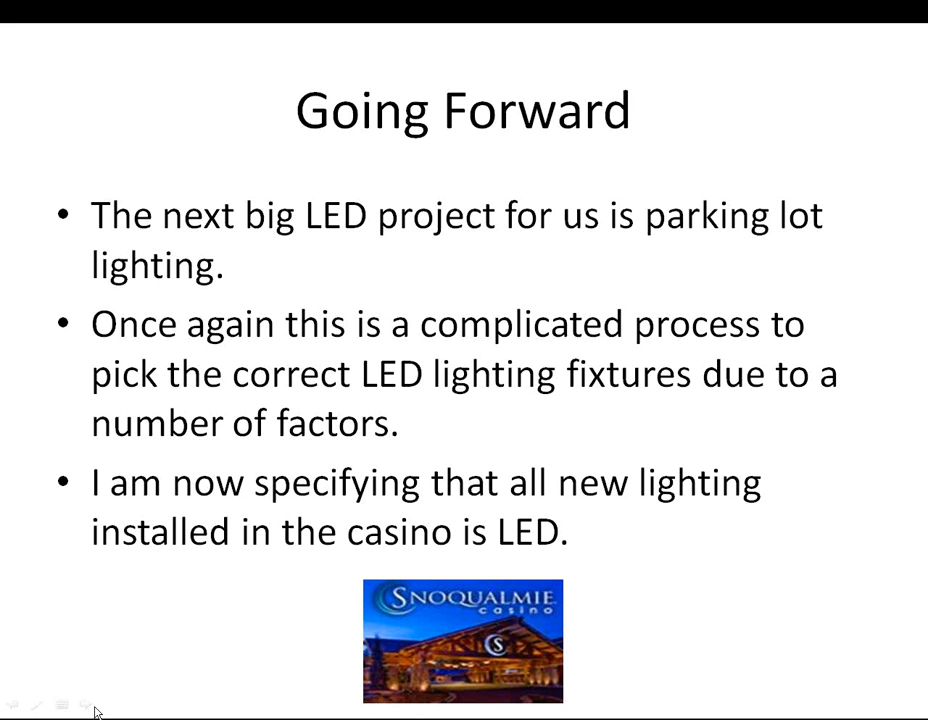 Going Forward
• The next big LED project for us is parking lot
lighting.
• Once again this is a complicated process to
pick the correct LED lighting fixtures due to a
number of factors.
• I am now specifying that all new lighting
installed in the casino is LED.
SNOQUALMIE
casino
S